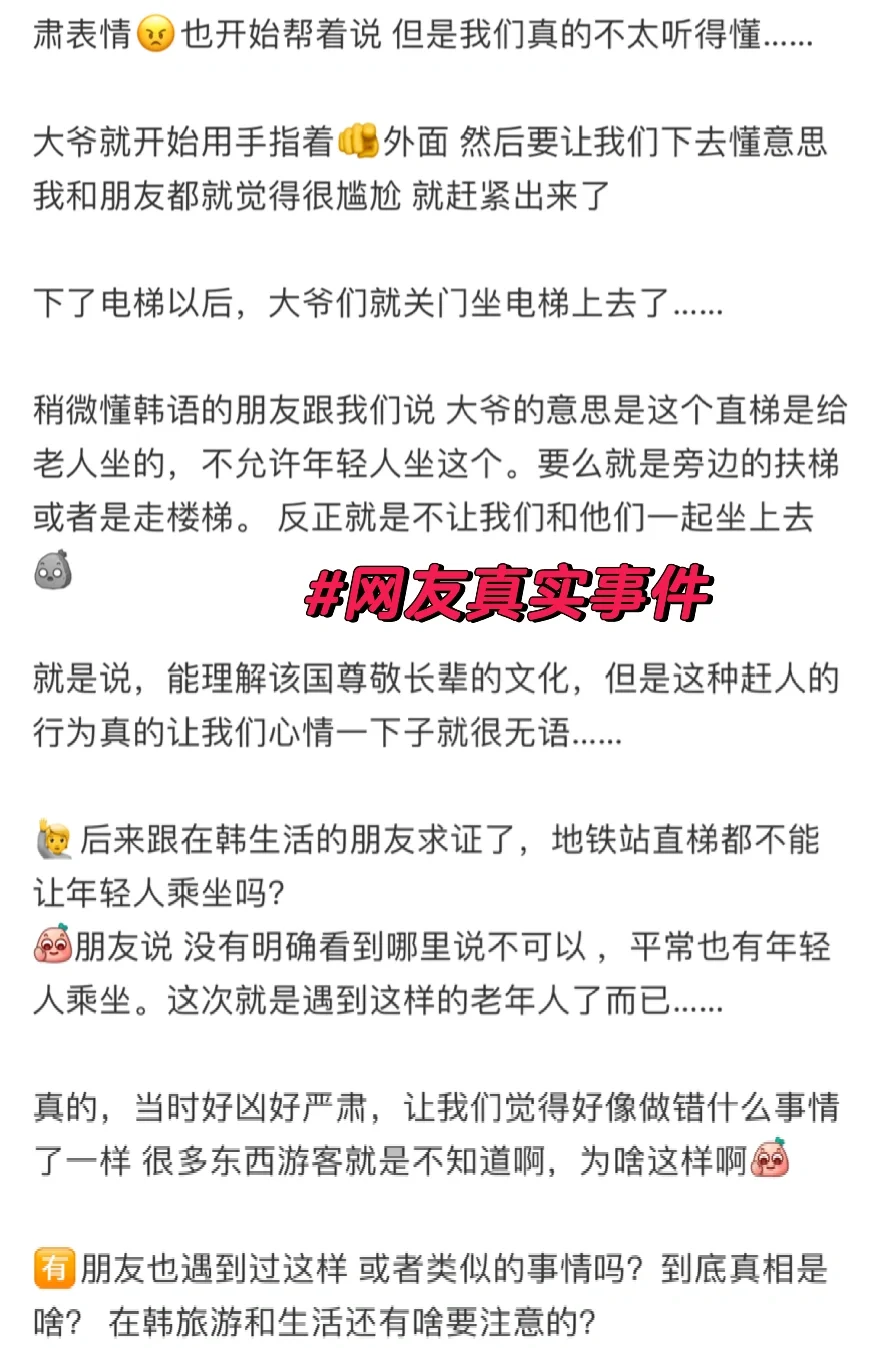 肃表情😠也开始帮着说 但是我们真的不太听得懂……
大爷就开始用手指着🫵外面 然后要让我们下去懂意思
我和朋友都就觉得很尴尬 就赶紧出来了
下了电梯以后，大爷们就关门坐电梯上去了……
稍微懂韩语的朋友跟我们说 大爷的意思是这个直梯是给
老人坐的，不允许年轻人坐这个。要么就是旁边的扶梯
或者是走楼梯。 反正就是不让我们和他们一起坐上去
#网友真实事件
就是说，能理解该国尊敬长辈的文化，但是这种赶人的
行为真的让我们心情一下子就很无语……
🙋后来跟在韩生活的朋友求证了，地铁站直梯都不能
让年轻人乘坐吗？
朋友说 没有明确看到哪里说不可以 ，平常也有年轻
人乘坐。这次就是遇到这样的老年人了而已……
真的，当时好凶好严肃，让我们觉得好像做错什么事情
了一样 很多东西游客就是不知道啊，为啥这样啊
🈶朋友也遇到过这样 或者类似的事情吗？到底真相是
啥？ 在韩旅游和生活还有啥要注意的？